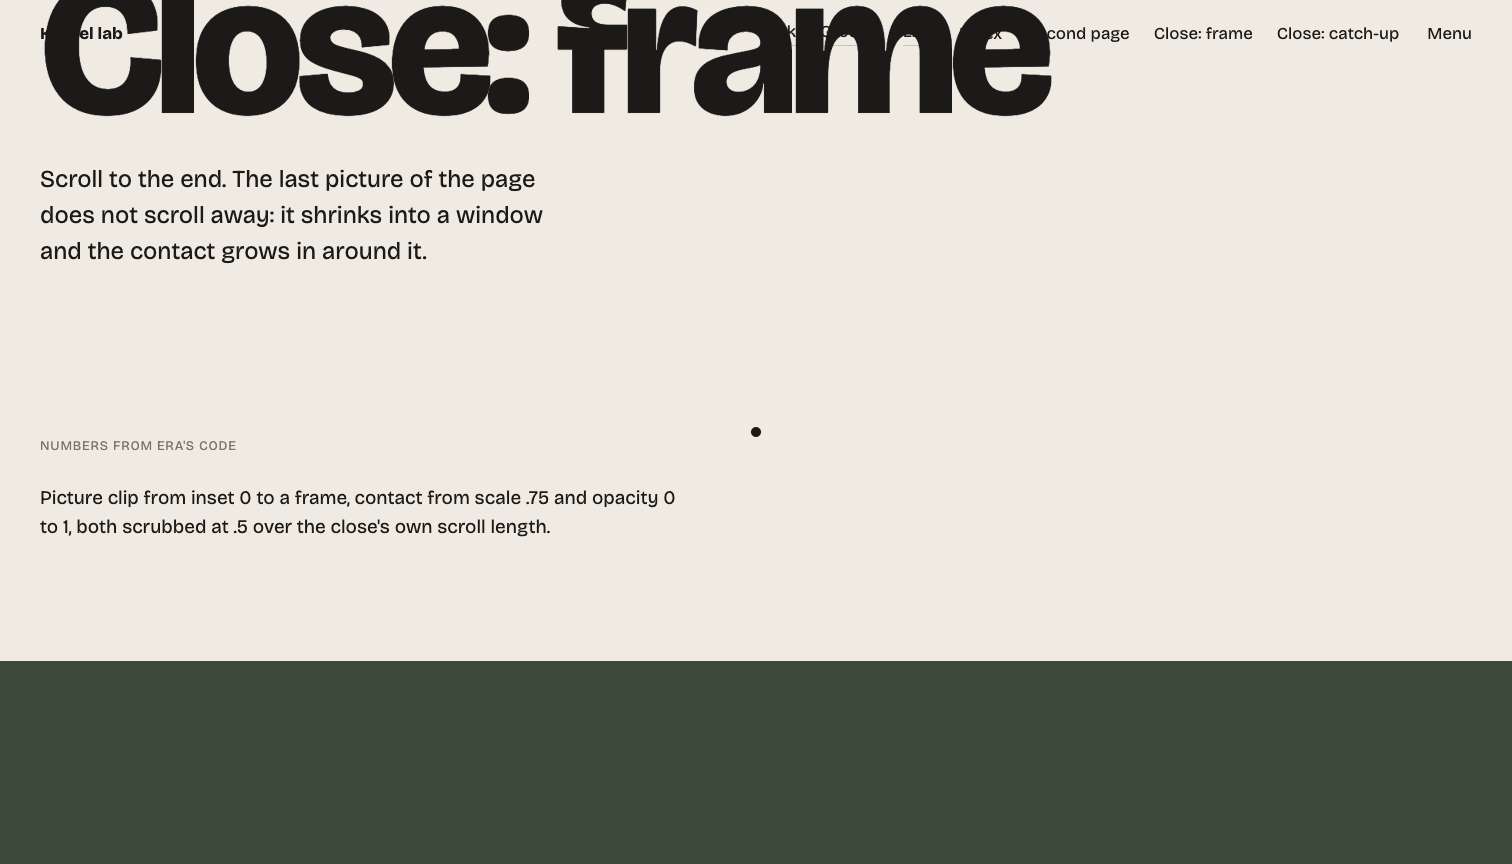 Close: frame
Close: frame
Close: catch-up
Menu
Scroll to the end. The last picture of the page
does not scroll away: it shrinks into a window
and the contact grows in around it.
NUMBERS FROM ERA'S CODE
Picture clip from inset 0 to a frame, contact from scale .75 and opacity 0
to 1, both scrubbed at .5 over the close's own scroll length.